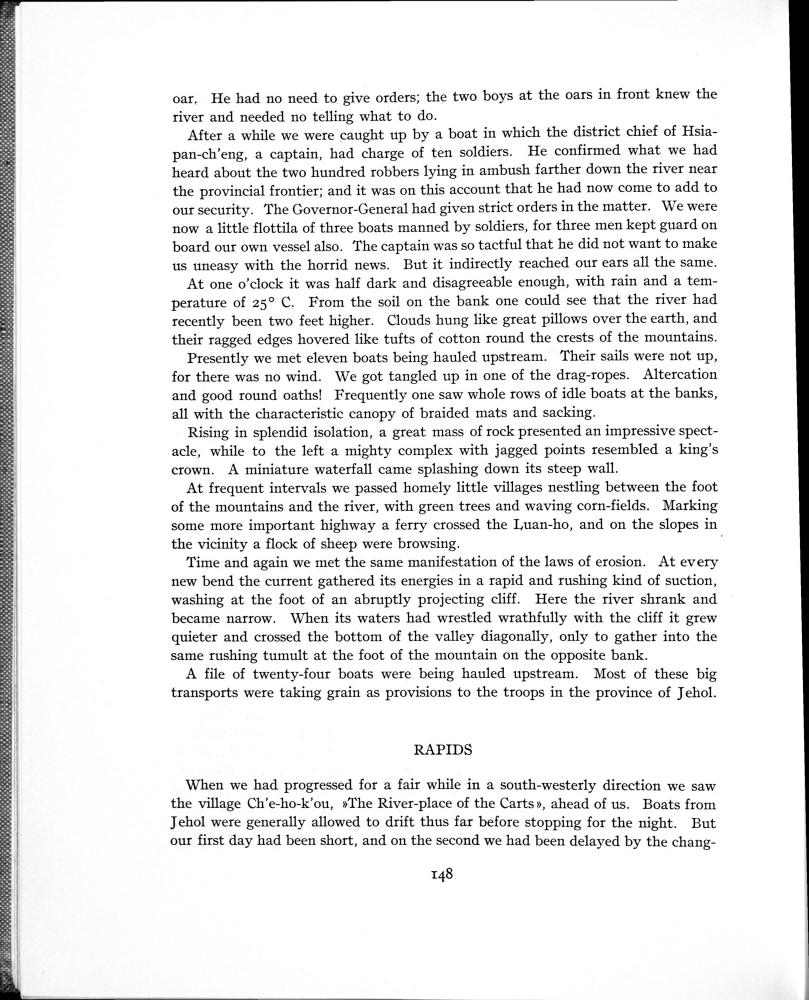 oar. He had no need to give orders; the two boys at the oars in front knew the
river and needed no telling what to do.
After a while we were caught up by a boat in which the district chief of Hsia-
pan-ch'eng, a captain, had charge of ten soldiers. He confirmed what we had
heard about the two hundred robbers lying in ambush farther down the river near
the provincial frontier; and it was on this account that he had now come to add to
our security. The Governor-General had given strict orders in the matter. We were
now a little flottila of three boats manned by soldiers, for three men kept guard on
board our own vessel also. The captain was so tactful that he did not want to make
us uneasy with the horrid news. But it indirectly reached our ears all the same.
At one o'clock it was half dark and disagreeable enough, with rain and a tem-
perature of 25° C. From the soil on the bank one could see that the river had
recently been two feet higher. Clouds hung like great pillows over the earth, and
their ragged edges hovered like tufts of cotton round the crests of the mountains.
Presently we met eleven boats being hauled upstream. Their sails were not up,
for there was no wind. We got tangled up in one of the drag-ropes. Altercation
and good round oaths! Frequently one saw whole rows of idle boats at the banks,
all with the characteristic canopy of braided mats and sacking.
Rising in splendid isolation, a great mass of rock presented an impressive spect-
acle, while to the left a mighty complex with jagged points resembled a king's
crown. A miniature waterfall came splashing down its steep wall.
At frequent intervals we passed homely little villages nestling between the foot
of the mountains and the river, with green trees and waving corn-fields. Marking
some more important highway a ferry crossed the Luan-ho, and on the slopes in
the vicinity a flock of sheep were browsing.
Time and again we met the same manifestation of the laws of erosion. At every
new bend the current gathered its energies in a rapid and rushing kind of suction,
washing at the foot of an abruptly projecting cliff. Here the river shrank and
became narrow. When its waters had wrestled wrathfully with the cliff it grew
quieter and crossed the bottom of the valley diagonally, only to gather into the
same rushing tumult at the foot of the mountain on the opposite bank.
A file of twenty-four boats were being hauled upstream. Most of these big
transports were taking grain as provisions to the troops in the province of Jehol.
RAPIDS
When we had progressed for a fair while in a south-westerly direction we saw
the village Ch'e-ho-k'ou, »The River-place of the Carts», ahead of us. Boats from
Jehol were generally allowed to drift thus far before stopping for the night. But
our first day had been short, and on the second we had been delayed by the chang-
148